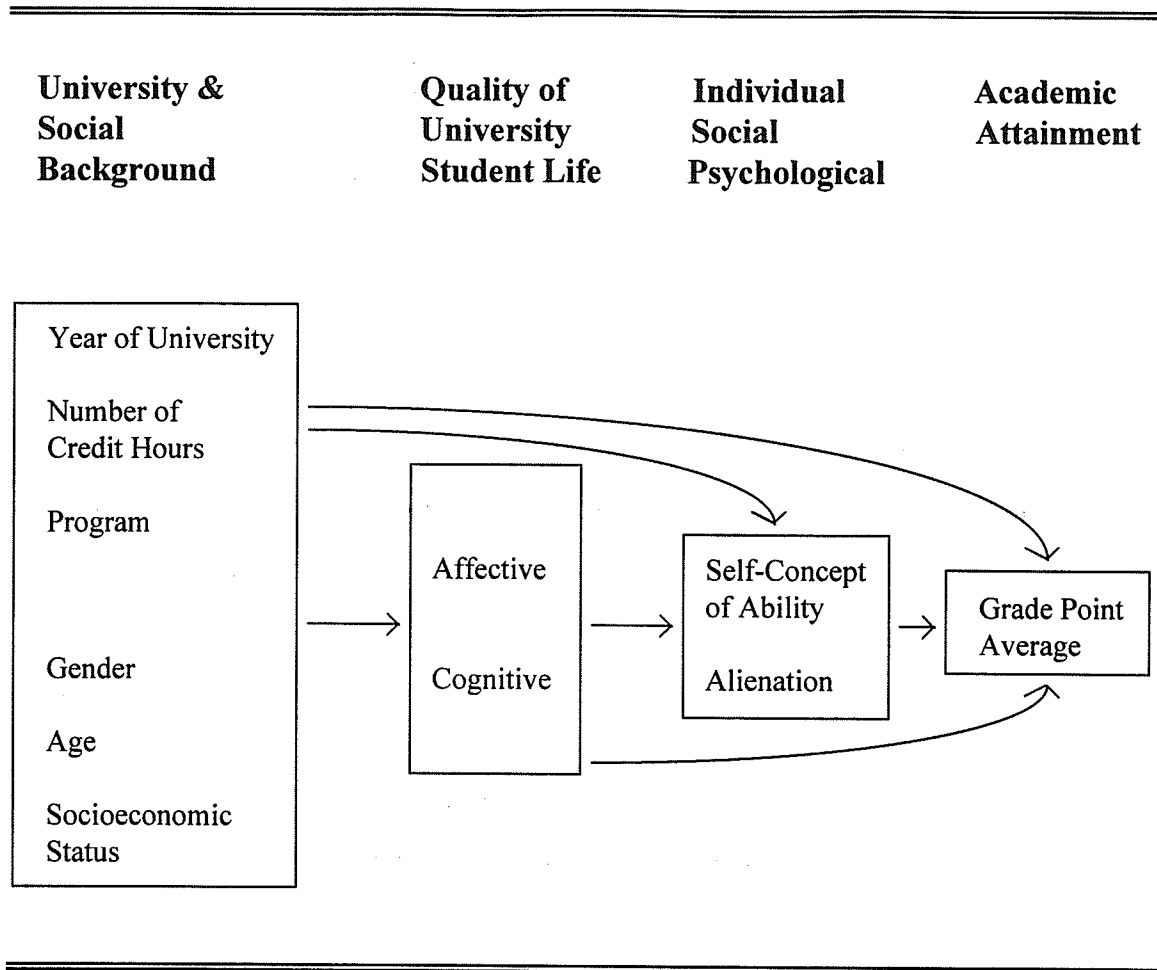 University &
Social
Background
Quality of
University
Student Life
Individual
Social
Psychological
Academic
Attainment
Year of University
Number of
Credit Hours
Program
Gender
Age
Socioeconomic
Status
Affective
Cognitive
Self-Concept
of Ability
Alienation
Grade Point
Average